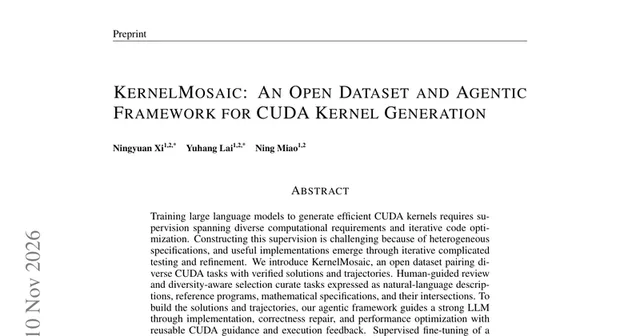 Preprint
KERNELMOSAIC: AN OPEN DATASET AND AGENTIC
FRAMEWORK FOR CUDA KERNEL GENERATION
Ningyuan Xi1,2,* Yuhang Lai1,2,* Ning Miao1,2
ABSTRACT
Training large language models to generate efficient CUDA kernels requires su-
pervision spanning diverse computational requirements and iterative code opti-
mization. Constructing this supervision is challenging because of heterogeneous
specifications, and useful implementations emerge through iterative complicated
testing and refinement. We introduce KernelMosaic, an open dataset pairing di-
verse CUDA tasks with verified solutions and trajectories. Human-guided review
and diversity-aware selection curate tasks expressed as natural-language descrip-
tions, reference programs, mathematical specifications, and their intersections. To
build the solutions and trajectories, our agentic framework guides a strong LLM
through implementation, correctness repair, and performance optimization with
reusable CUDA guidance and execution feedback. Supervised fine-tuning of a
10 Nov 2026